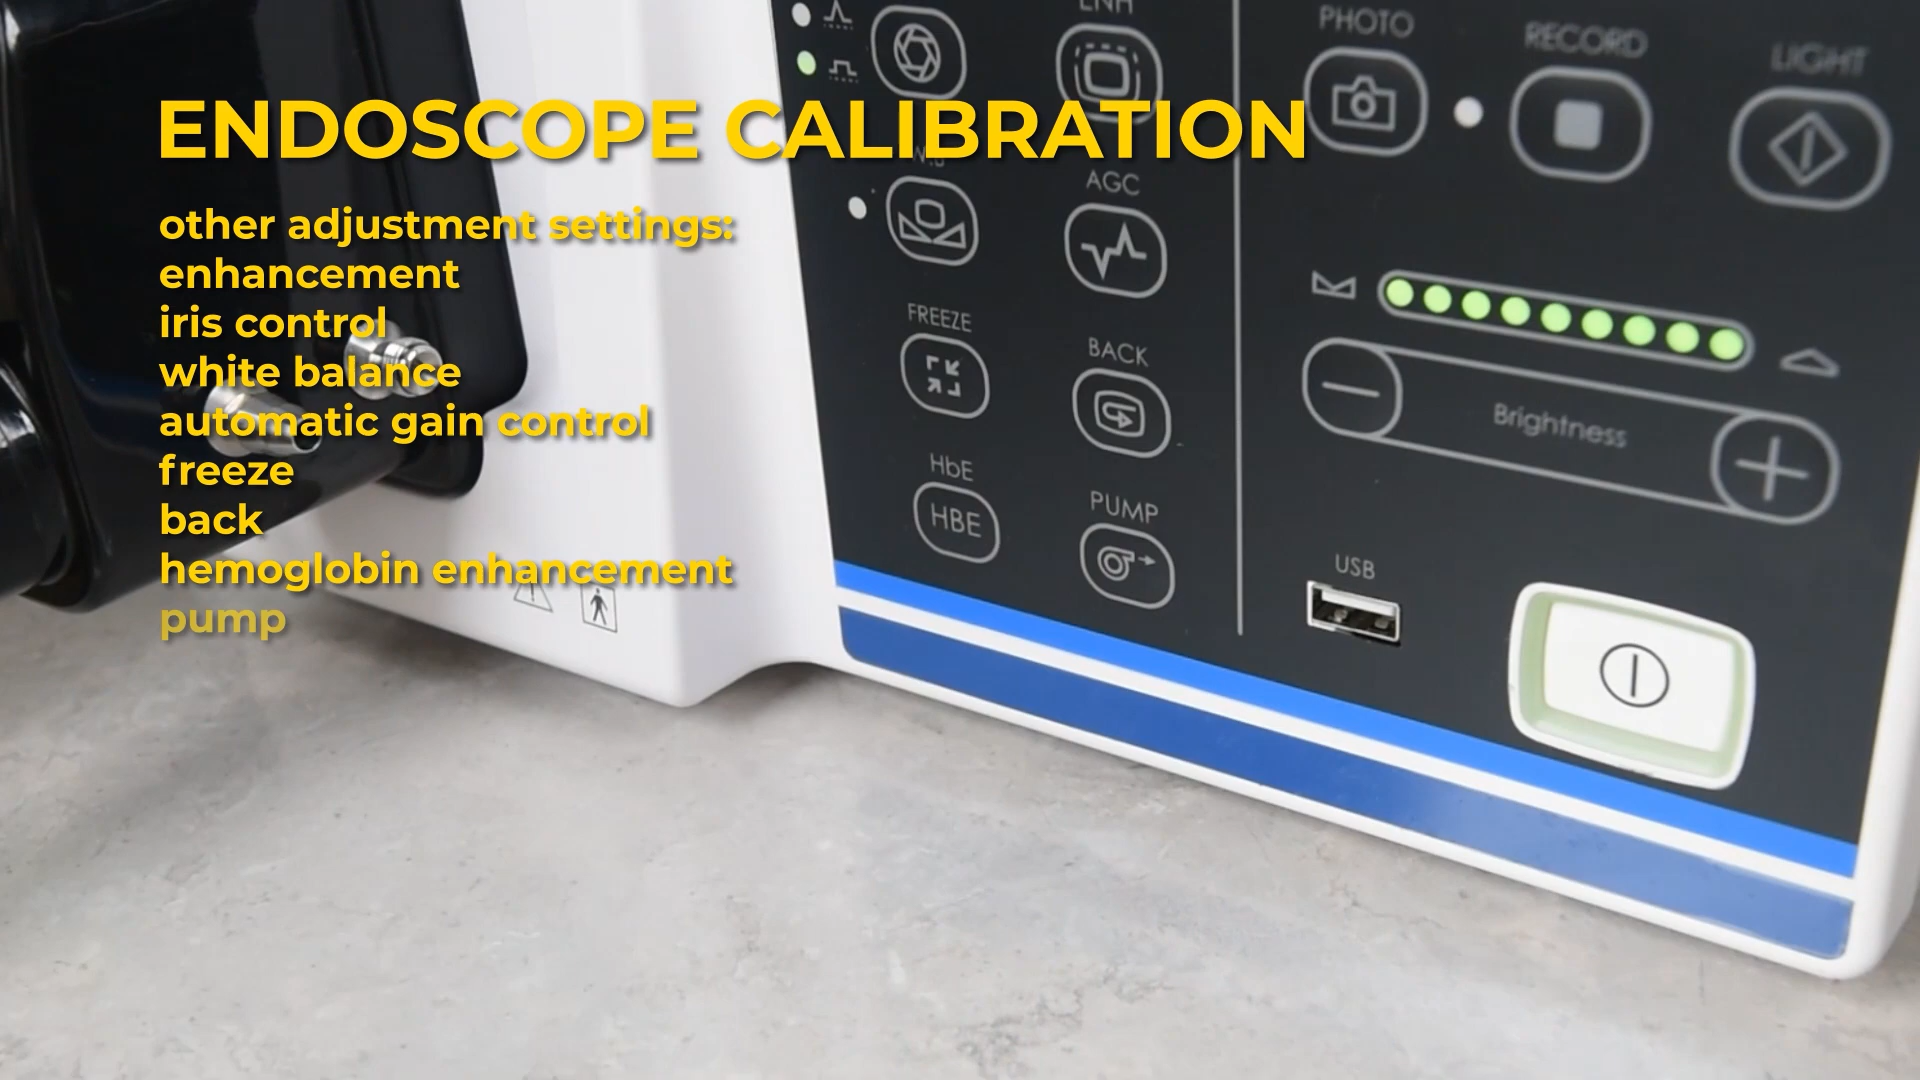 ENDOSCOPE CALIBRATION
other adjustment settings:
enhancement
iris control
white balance
automatic gain control
freeze
back
hemoglobin enhancement
pump
ENH
PHOTO
RECORD
LIGHT
AGC
FREEZE
BACK
Brightness
HbE
HBE
PUMP
USB